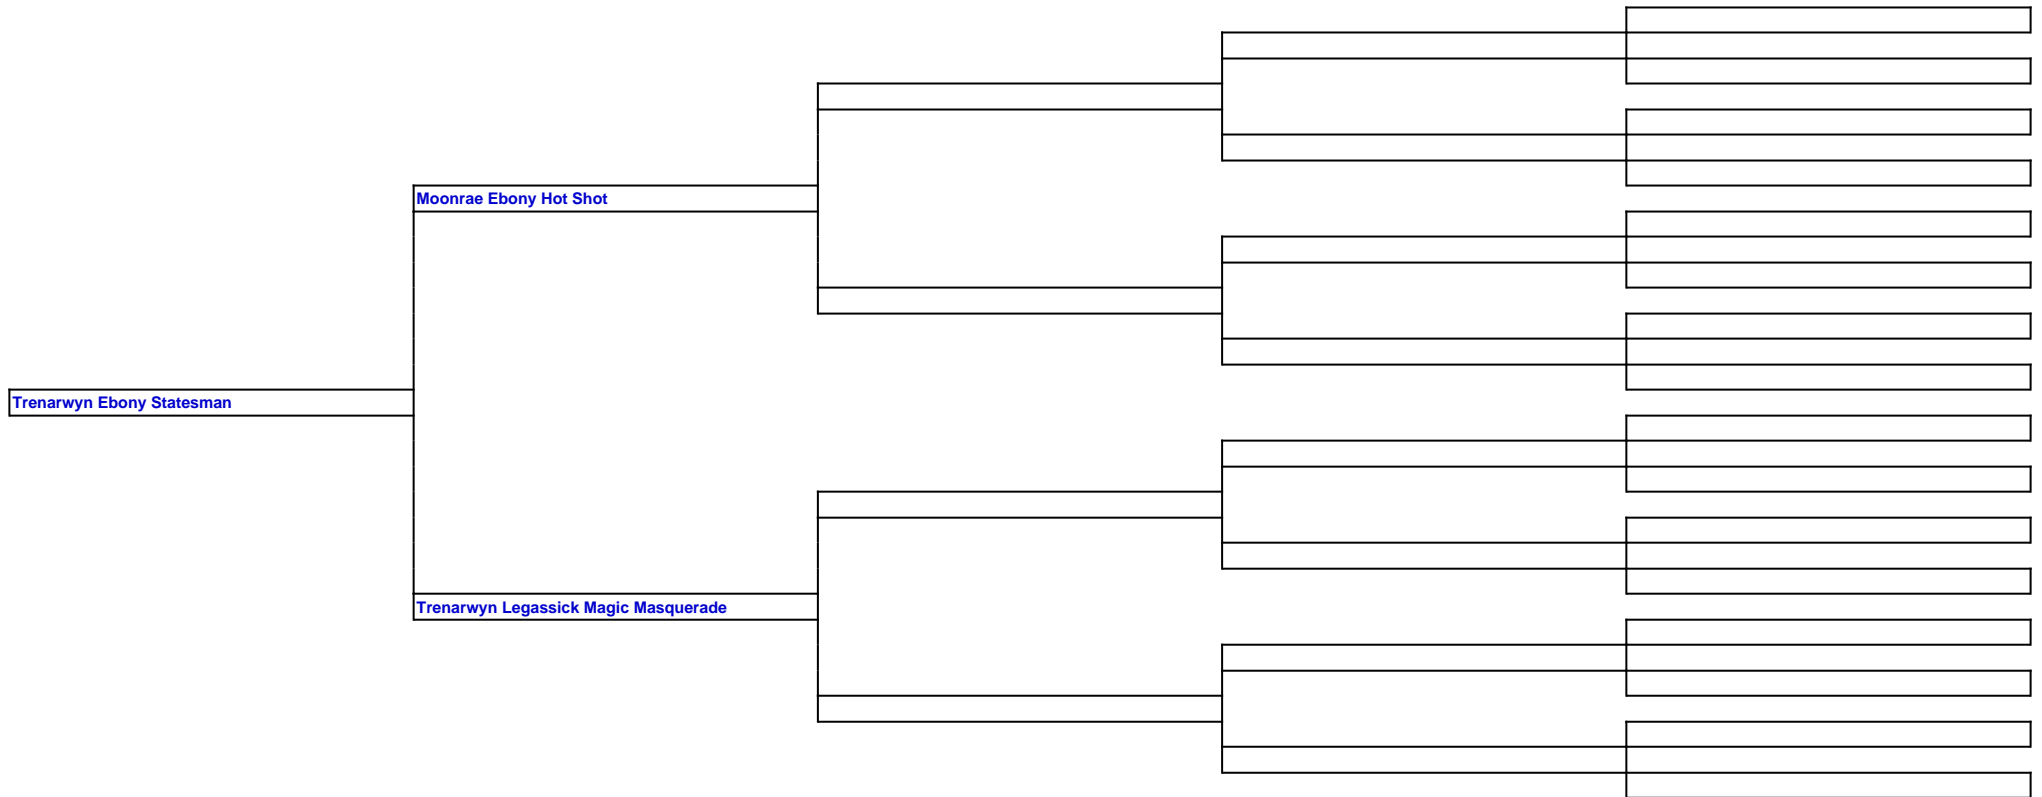 Moonrae Ebony Hot Shot
Trenarwyn Ebony Statesman
Trenarwyn Legassick Magic Masquerade